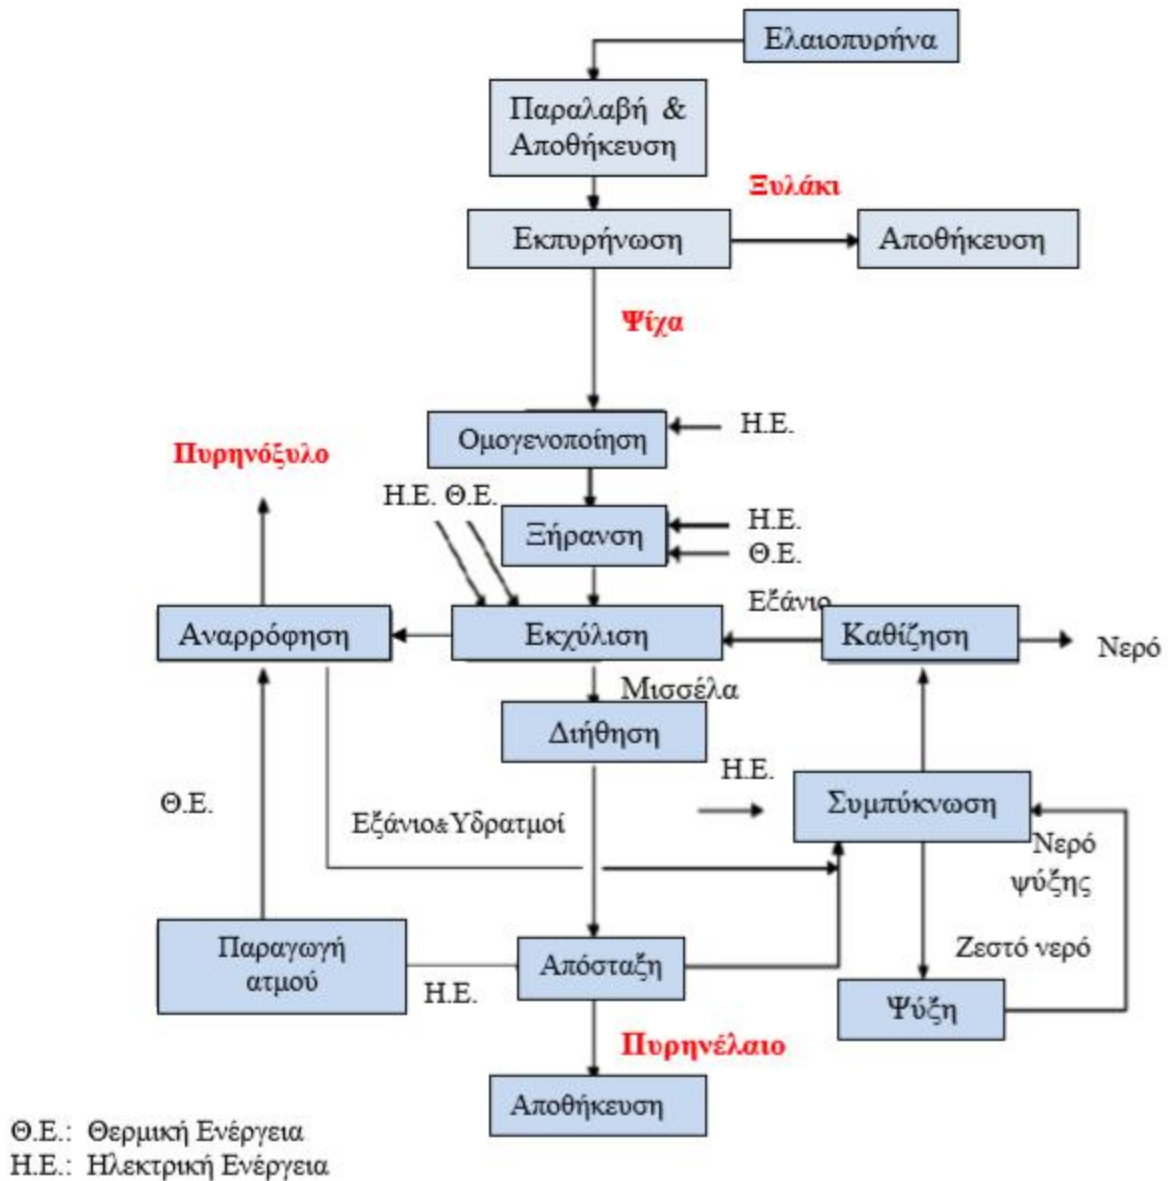 Ελαιοπυρήνα
Παραλαβή &
Αποθήκευση
Ξυλάκι
Εκπυρήνωση
Αποθήκευση
Ψίχα
Ομογενοποίηση
Η.Ε.
Πυρηνόξυλο
Η.Ε. Θ.Ε.
Ξήρανση
Η.Ε.
Θ.Ε.
Εξάνιο
Αναρρόφηση
Εκχύλιση
Καθίζηση
Νερό
Μισσέλα
Διήθηση
Η.Ε.
Θ.Ε.
Εξάνιο&Υδρατμοί
Συμπύκνωση
Νερό
ψύξης
Παραγωγή
ατμού
Η.Ε.
Απόσταξη
Ζεστό νερό
Ψύξη
Πυρηνέλαιο
Αποθήκευση
Θ.Ε.: Θερμική Ενέργεια
Η.Ε.: Ηλεκτρική Ενέργεια